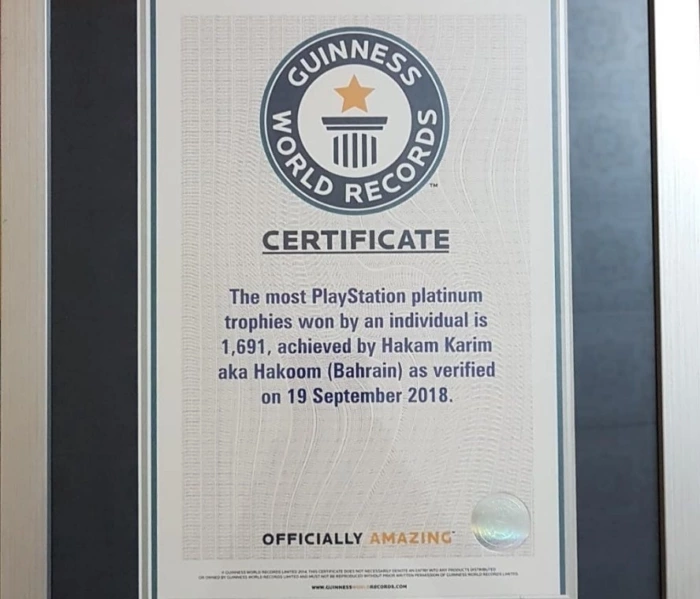 GUINNESS
WORLD RECORDS
TM
CERTIFICATE
The most PlayStation platinum
trophies won by an individual is
1,691, achieved by Hakam Karim
aka Hakoom (Bahrain) as verified
on 19 September 2018.
OFFICIALLY AMAZING
WWW.GUINNESSWORLDRECORDS.COM